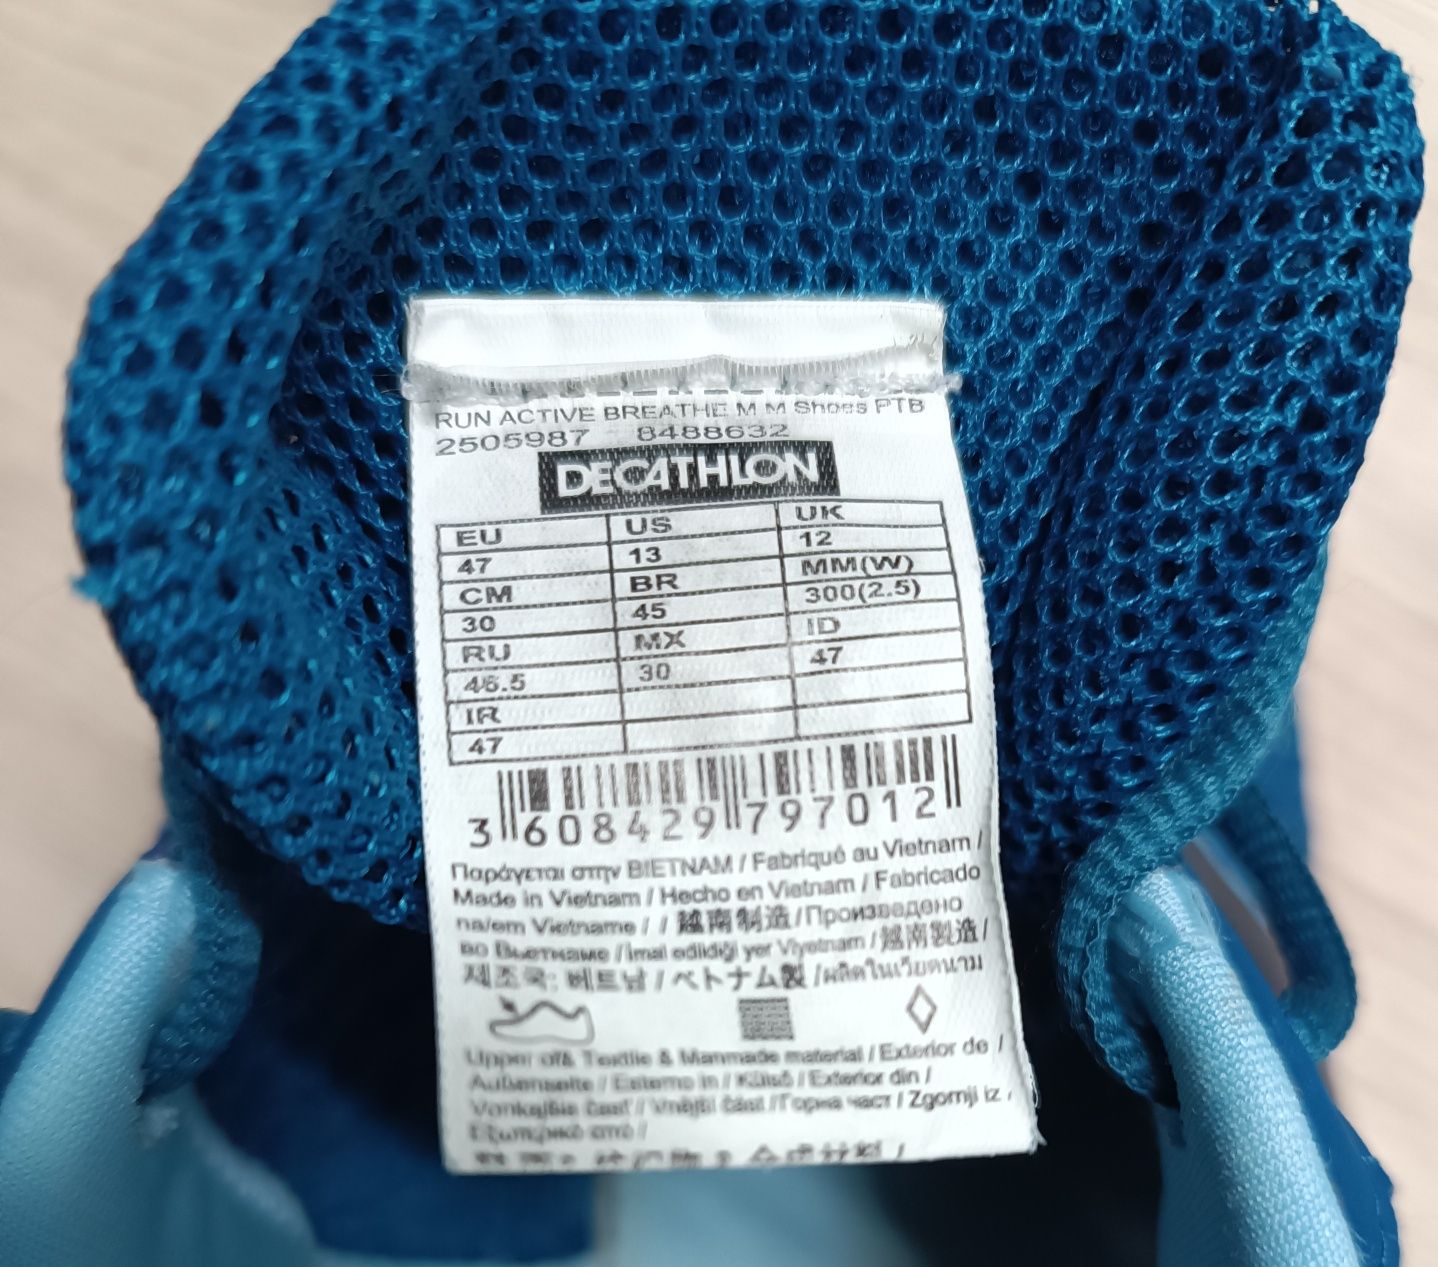 RUN ACTIVE BREATHE M M Shoes PTB
2505987 8488632
DECATHLON
EU US UK
47 13 12
CM BR MM(W)
30 45 300(2.5)
RU MX ID
46.5 30 47
IR
47
3 608429 797012
Παράγεται στην ΒΙΕΤΝΑΜ / Fabriqué au Vietnam /
Made in Vietnam / Hecho en Vietnam / Fabricado
na/em Vietname / / 越南制造 / Произведено
во Вьетнаме / İmal edildiği yer Viyetnam / 越南製造 /
제조국: 베트남 / ベトナム製 / ผลิตในเวียดนาม
Upper of& Textile & Manmade material / Exterior de /
Außenseite / Esterno in / Külső / Exterior din /
Vonkajšia časť / Vnější část / Горна част / Zgornji iz .
Εξωτερικό από /